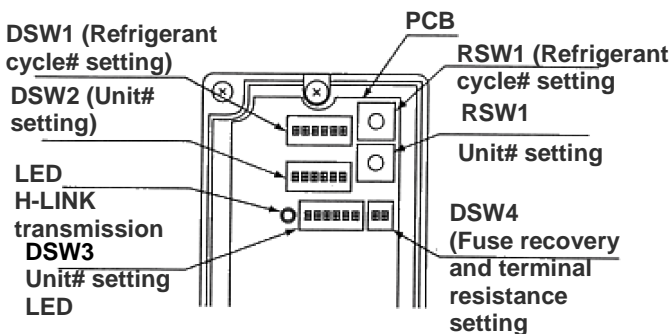 DSW1 (Refrigerant
cycle# setting)
DSW2 (Unit#
setting)
LED
H-LINK
transmission
DSW3
Unit# setting
LED
PCB
RSW1 (Refrigerant
cycle# setting
RSW1
Unit# setting
DSW4
(Fuse recovery
and terminal
resistance
setting